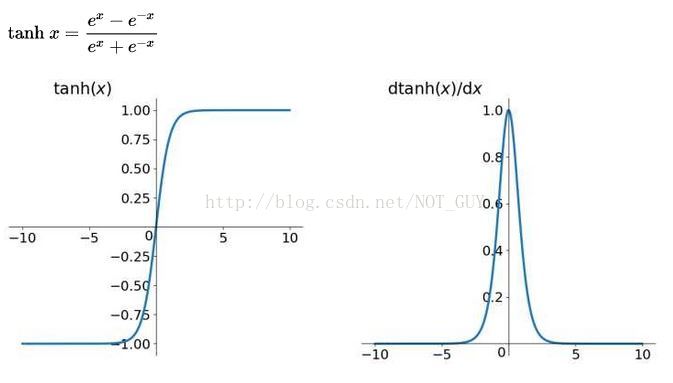 tanh x = \frac{e^x - e^{-x}}{e^x + e^{-x}}
tanh(x)
1.00
0.75
0.50
0.25
−10 −5 0 5 10
−0.25
−0.50
−0.75
−1.00
dtanh(x)/dx
1.0
0.8
0.6
0.4
0.2
−10 −5 0 5 10
http://blog.csdn.net/NOT_GUY